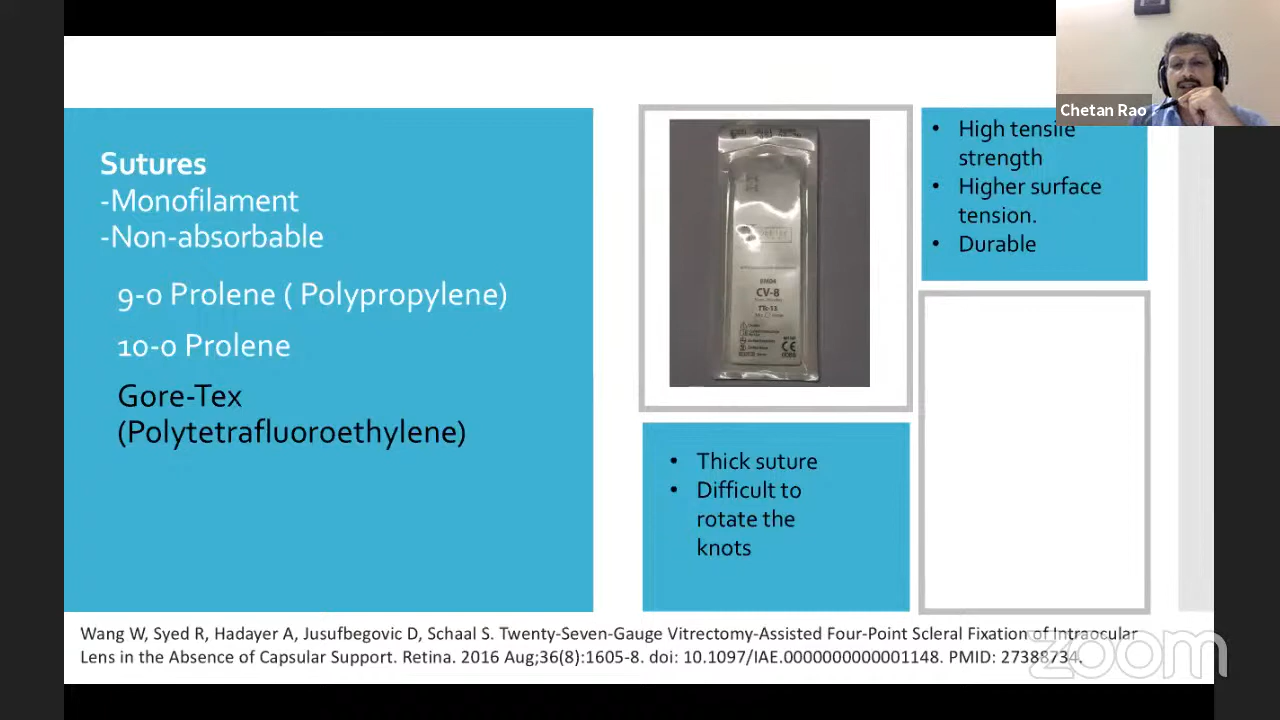 Chetan Rao
Sutures
-Monofilament
-Non-absorbable
9-0 Prolene ( Polypropylene)
10-0 Prolene
Gore-Tex
(Polytetrafluoroethylene)
CV-8
• High tensile
strength
• Higher surface
tension.
• Durable
• Thick suture
• Difficult to
rotate the
knots
Wang W, Syed R, Hadayer A, Jusufbegovic D, Schaal S. Twenty-Seven-Gauge Vitrectomy-Assisted Four-Point Scleral Fixation of Intraocular
Lens in the Absence of Capsular Support. Retina. 2016 Aug;36(8):1605-8. doi: 10.1097/IAE.0000000000001148. PMID: 27388734.
zoom